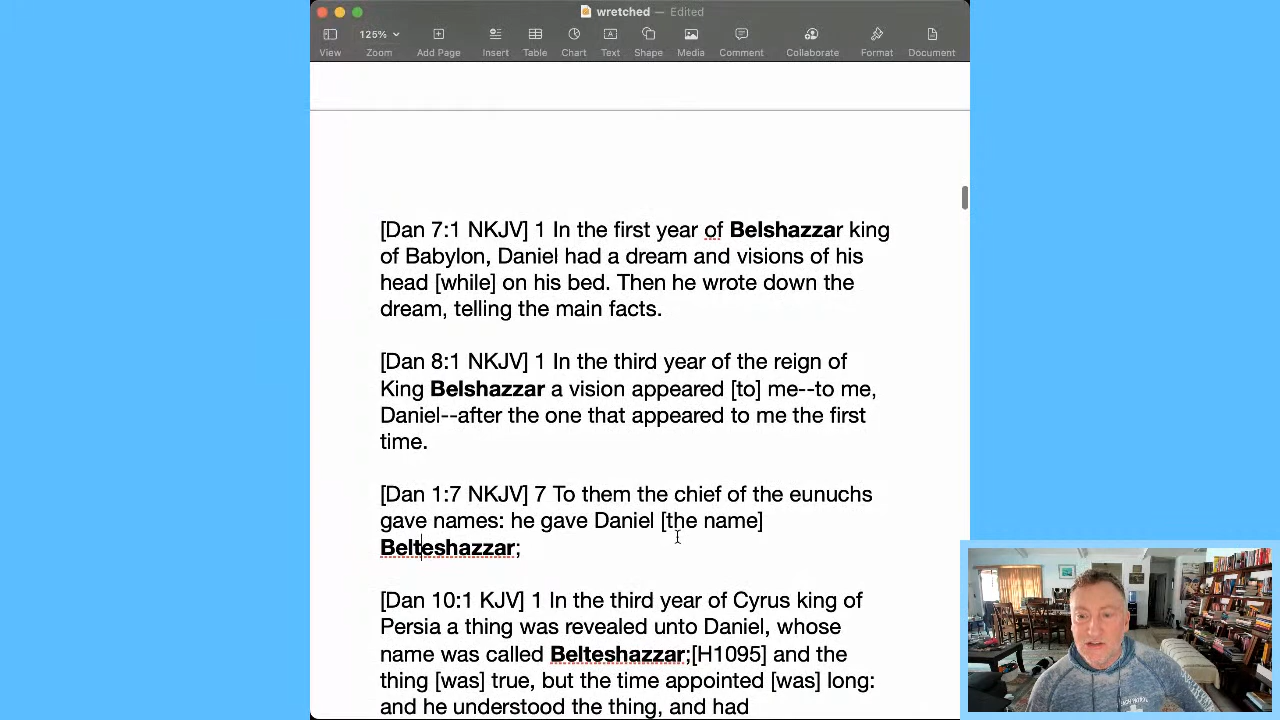 wretched — Edited
125%
View Zoom Add Page Insert Table Chart Text Shape Media Comment Collaborate Format Document
[Dan 7:1 NKJV] 1 In the first year of Belshazzar king
of Babylon, Daniel had a dream and visions of his
head [while] on his bed. Then he wrote down the
dream, telling the main facts.
[Dan 8:1 NKJV] 1 In the third year of the reign of
King Belshazzar a vision appeared [to] me--to me,
Daniel--after the one that appeared to me the first
time.
[Dan 1:7 NKJV] 7 To them the chief of the eunuchs
gave names: he gave Daniel [the name]
Belteshazzar;
[Dan 10:1 KJV] 1 In the third year of Cyrus king of
Persia a thing was revealed unto Daniel, whose
name was called Belteshazzar;[H1095] and the
thing [was] true, but the time appointed [was] long:
and he understood the thing, and had